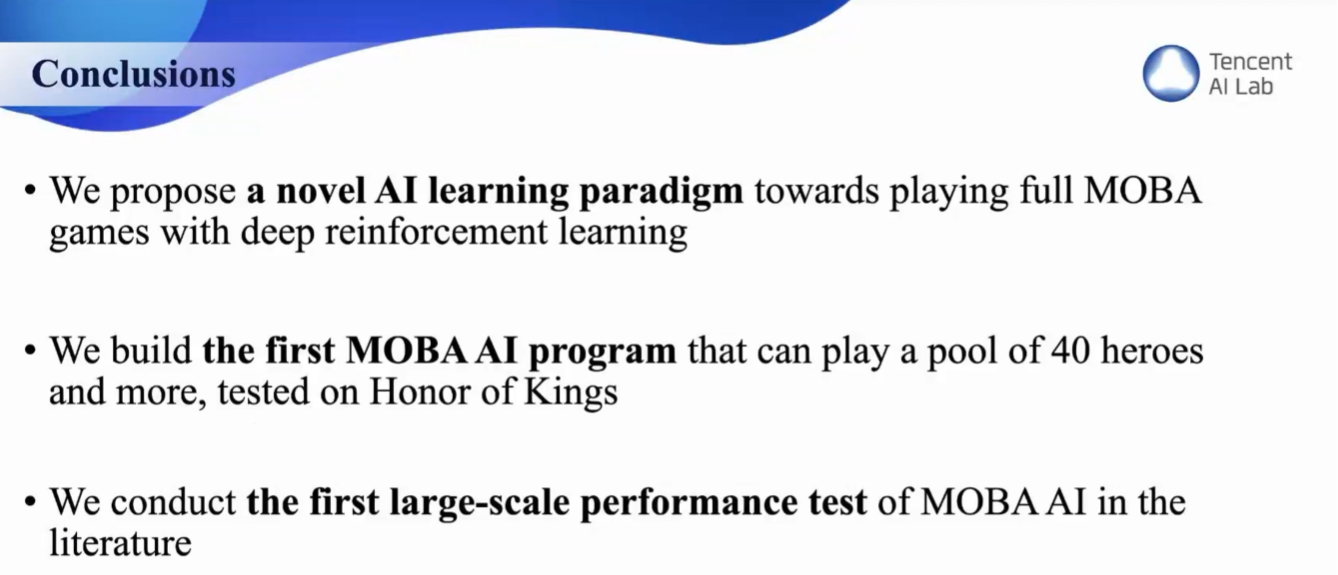 Conclusions
Tencent
AI Lab
• We propose a novel AI learning paradigm towards playing full MOBA
games with deep reinforcement learning
• We build the first MOBA AI program that can play a pool of 40 heroes
and more, tested on Honor of Kings
• We conduct the first large-scale performance test of MOBA AI in the
literature